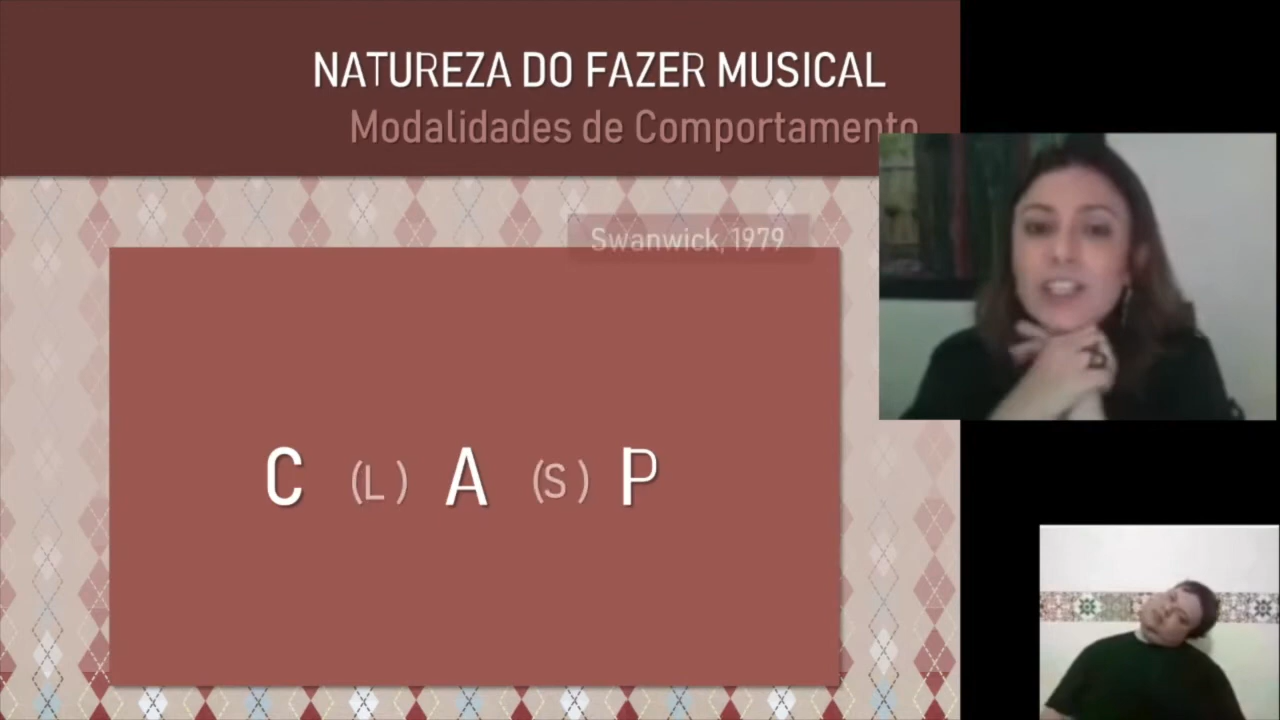 NATUREZA DO FAZER MUSICAL
Modalidades de Comportamento
Swanwick, 1979
C (L) A (S) P